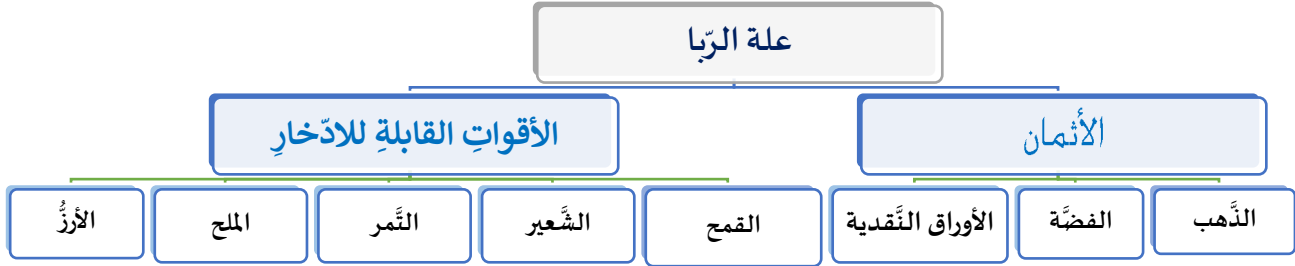 علة الرّبا
الأثمان
الأقواتِ القابلةِ للادّخارِ
الذَّهب
الفضَّة
الأوراق النَّقدية
القمح
الشَّعير
التَّمر
الملح
الأرزُّ